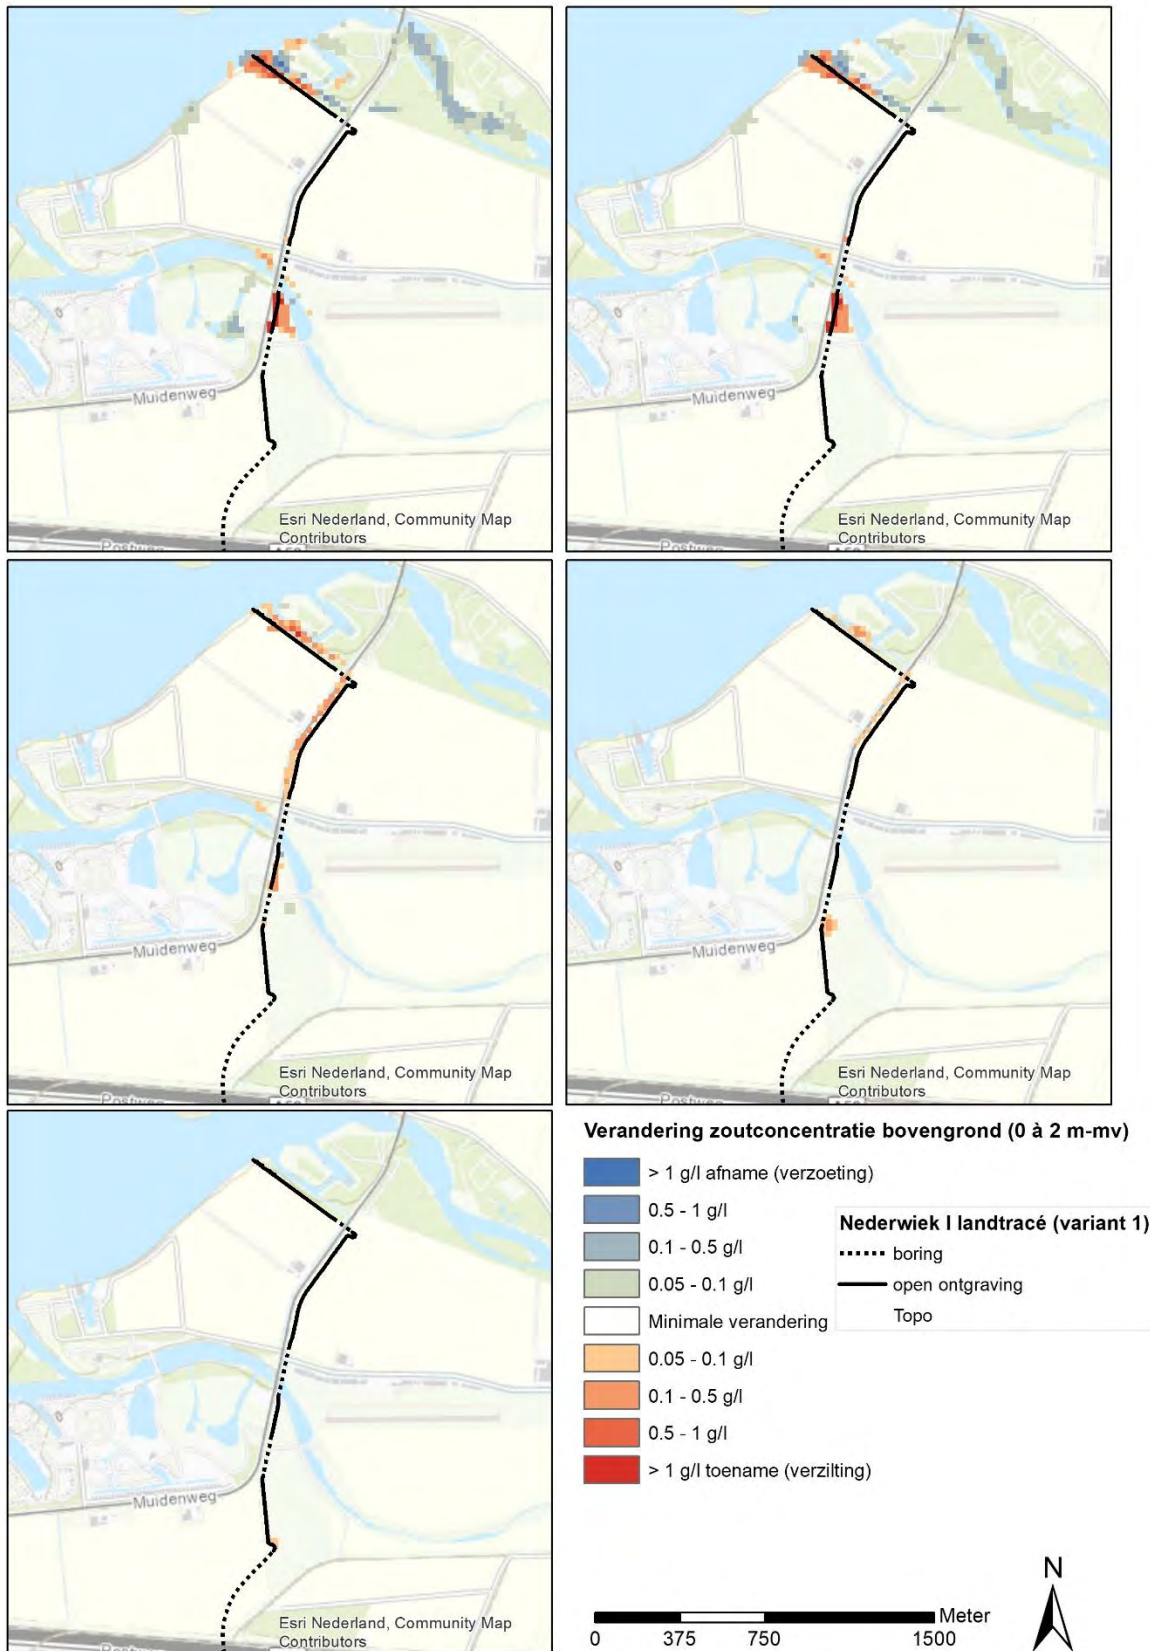 Muidenweg
Esri Nederland, Community Map
Contributors
Postweg
Muidenweg
Esri Nederland, Community Map
Contributors
Postweg
Muidenweg
Esri Nederland, Community Map
Contributors
Postweg
Muidenweg
Esri Nederland, Community Map
Contributors
Postweg
Muidenweg
Esri Nederland, Community Map
Contributors
Verandering zoutconcentratie bovengrond (0 à 2 m-mv)
> 1 g/l afname (verzoeting)
0.5 - 1 g/l
0.1 - 0.5 g/l
0.05 - 0.1 g/l
Minimale verandering
0.05 - 0.1 g/l
0.1 - 0.5 g/l
0.5 - 1 g/l
> 1 g/l toename (verzilting)
Nederwiek I landtracé (variant 1)
boring
open ontgraving
Topo
N
Meter
0 375 750 1500